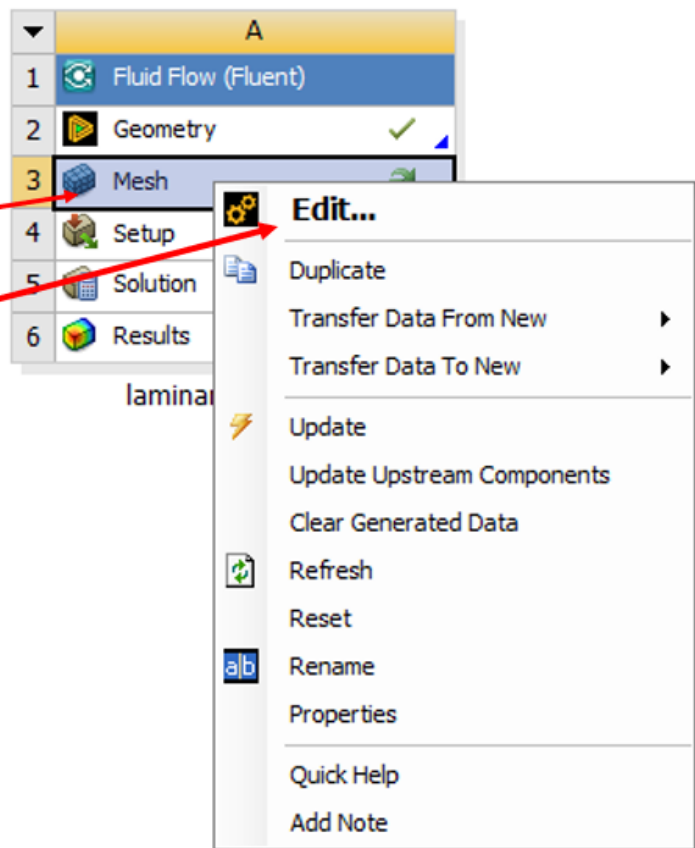 A
1 Fluid Flow (Fluent)
2 Geometry
3 Mesh
4 Setup
5 Solution
6 Results
laminar
Edit...
Duplicate
Transfer Data From New
Transfer Data To New
Update
Update Upstream Components
Clear Generated Data
Refresh
Reset
a|b Rename
Properties
Quick Help
Add Note